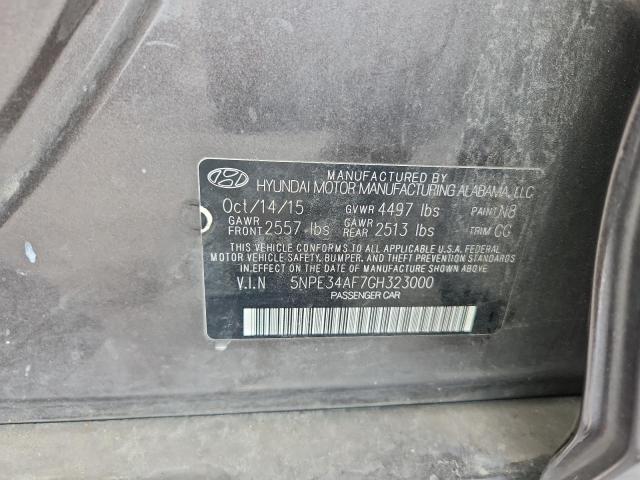 MANUFACTURED BY
HYUNDAI MOTOR MANUFACTURING ALABAMA, LLC
Oct/14/15 GVWR 4497 lbs PAINT N8
GAWR FRONT 2557 lbs GAWR REAR 2513 lbs TRIM CG
THIS VEHICLE CONFORMS TO ALL APPLICABLE U.S.A. FEDERAL
MOTOR VEHICLE SAFETY, BUMPER, AND THEFT PREVENTION STANDARDS
IN EFFECT ON THE DATE OF MANUFACTURE SHOWN ABOVE.
V.I.N 5NPE34AF7GH323000
PASSENGER CAR